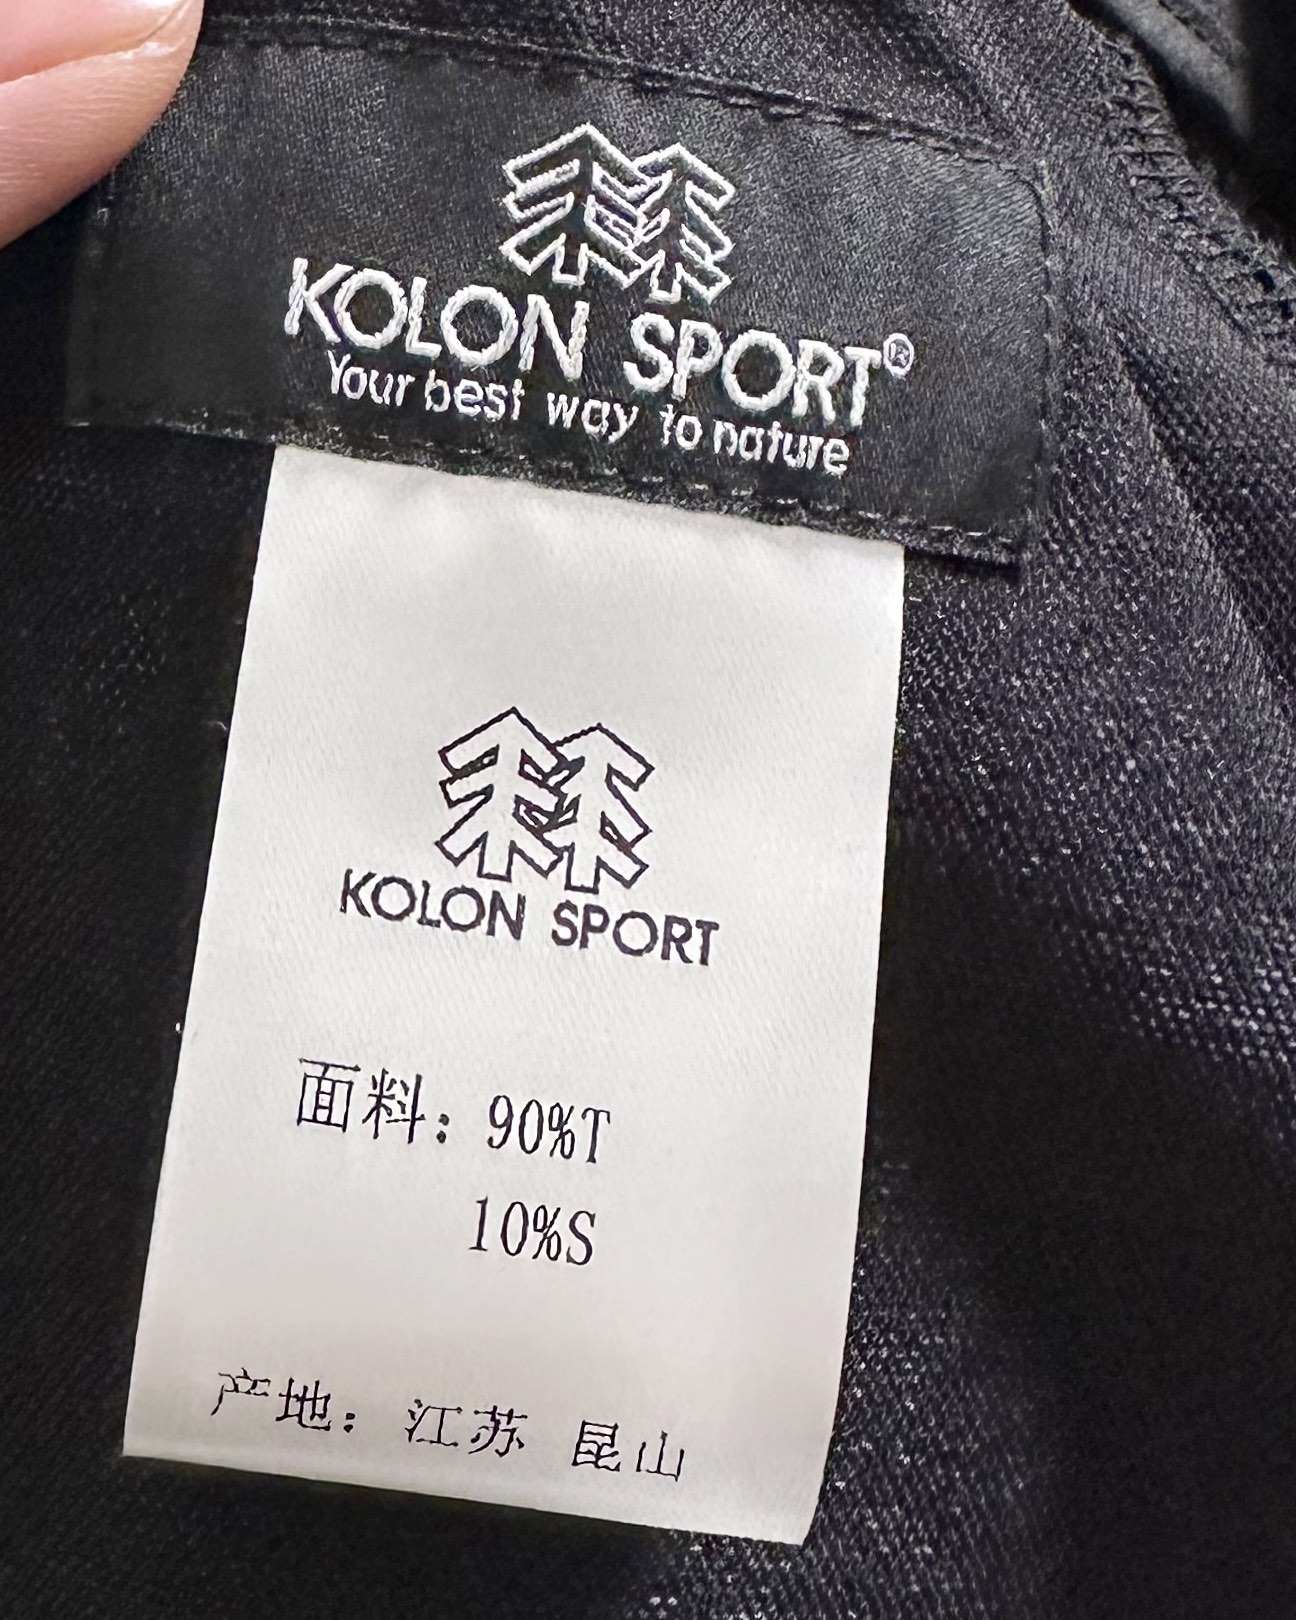 KOLON SPORT®
Your best way to nature
KOLON SPORT
面料：90%T
10%S
产地：江苏 昆山